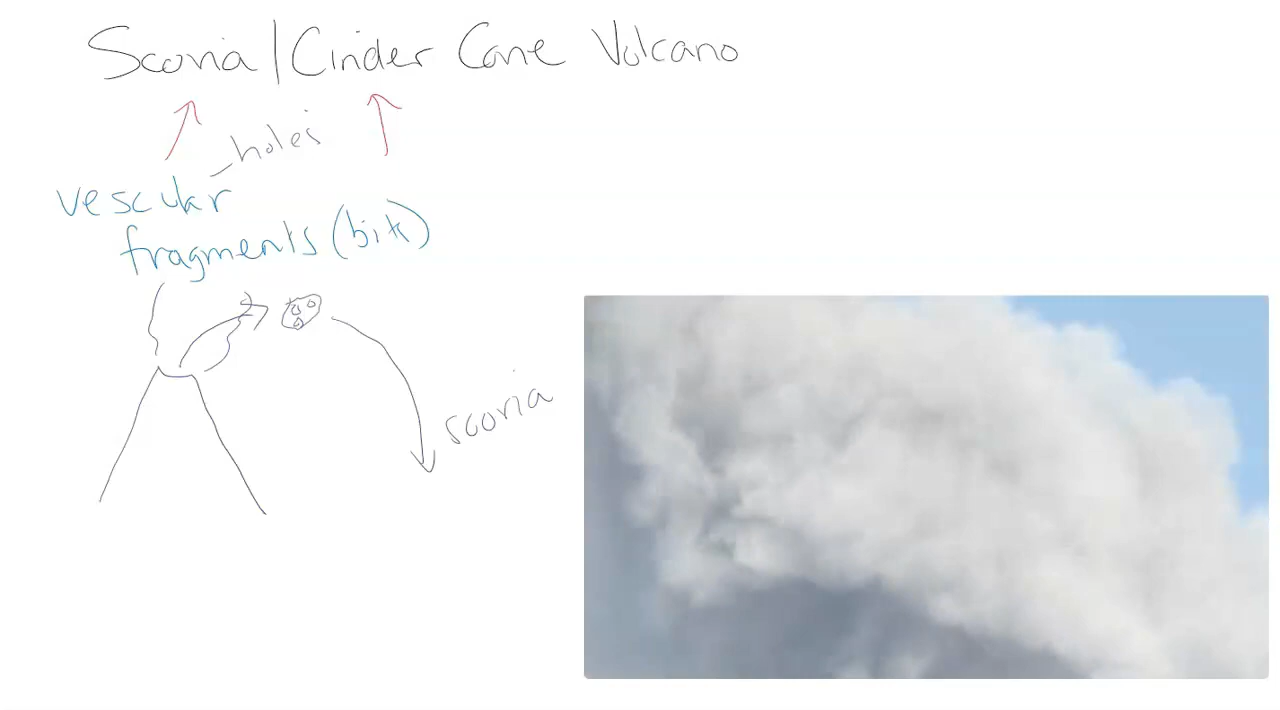 Scoria/Cinder Cone Volcano
holes
vescular
fragments (bits)
scoria